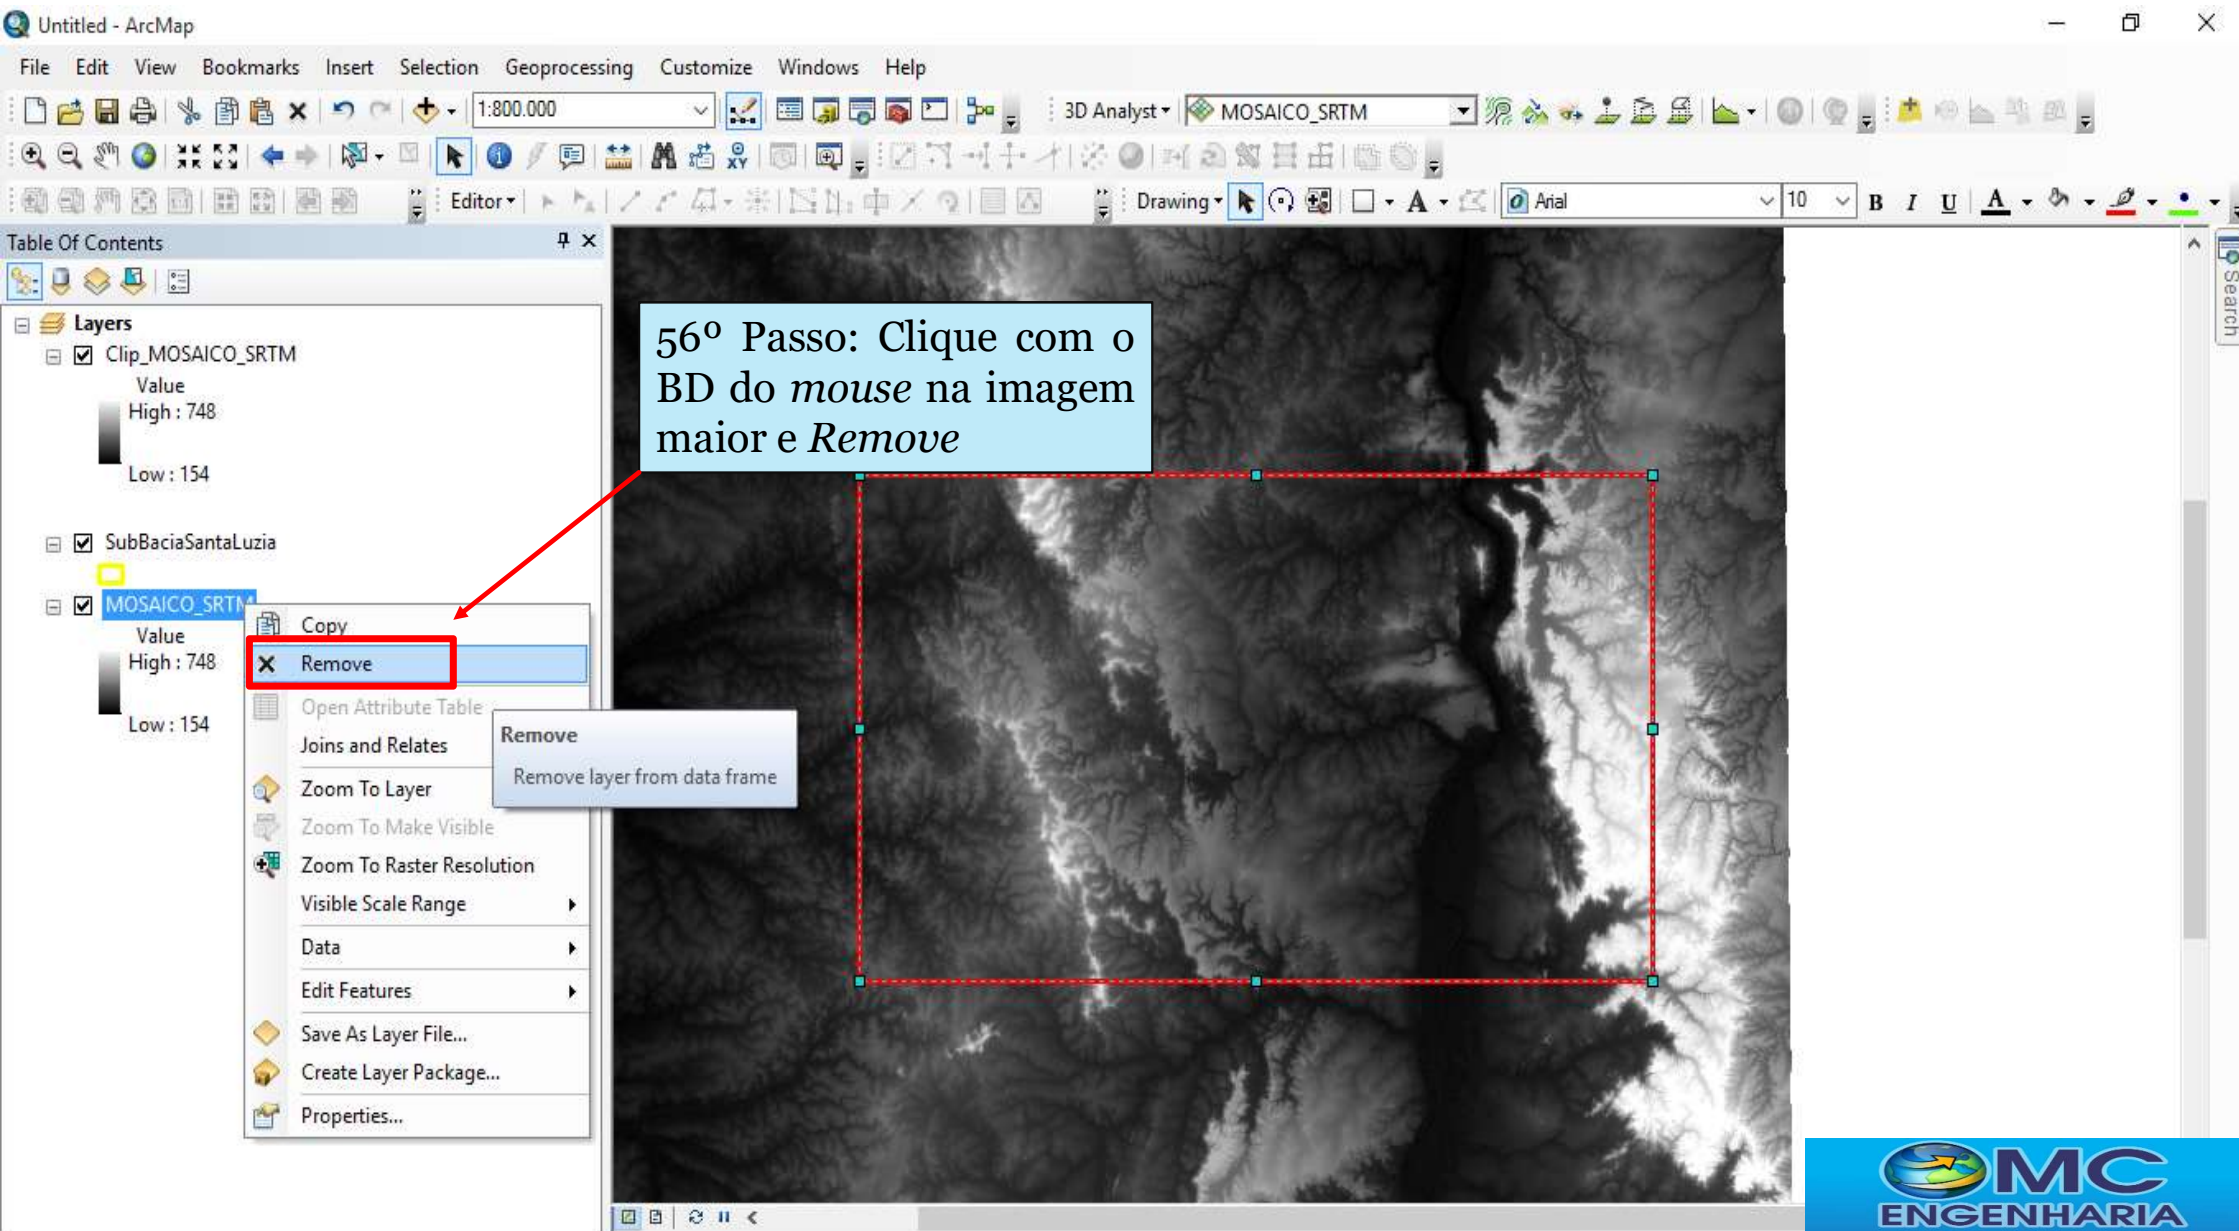 Untitled - ArcMap
File Edit View Bookmarks Insert Selection Geoprocessing Customize Windows Help
1:800.000
3D Analyst
MOSAICO_SRTM
XY
Editor
Drawing
A
Arial
10
B I U A
Table Of Contents
Search
Layers
Clip_MOSAICO_SRTM
Value
High : 748
Low : 154
SubBaciaSantaLuzia
MOSAICO_SRTM
Value
High : 748
Low : 154
56º Passo: Clique com o
BD do mouse na imagem
maior e Remove
Copy
Remove
Open Attribute Table
Joins and Relates
Zoom To Layer
Zoom To Make Visible
Zoom To Raster Resolution
Visible Scale Range
Data
Edit Features
Save As Layer File...
Create Layer Package...
Properties...
Remove
Remove layer from data frame
MC
ENGENHARIA